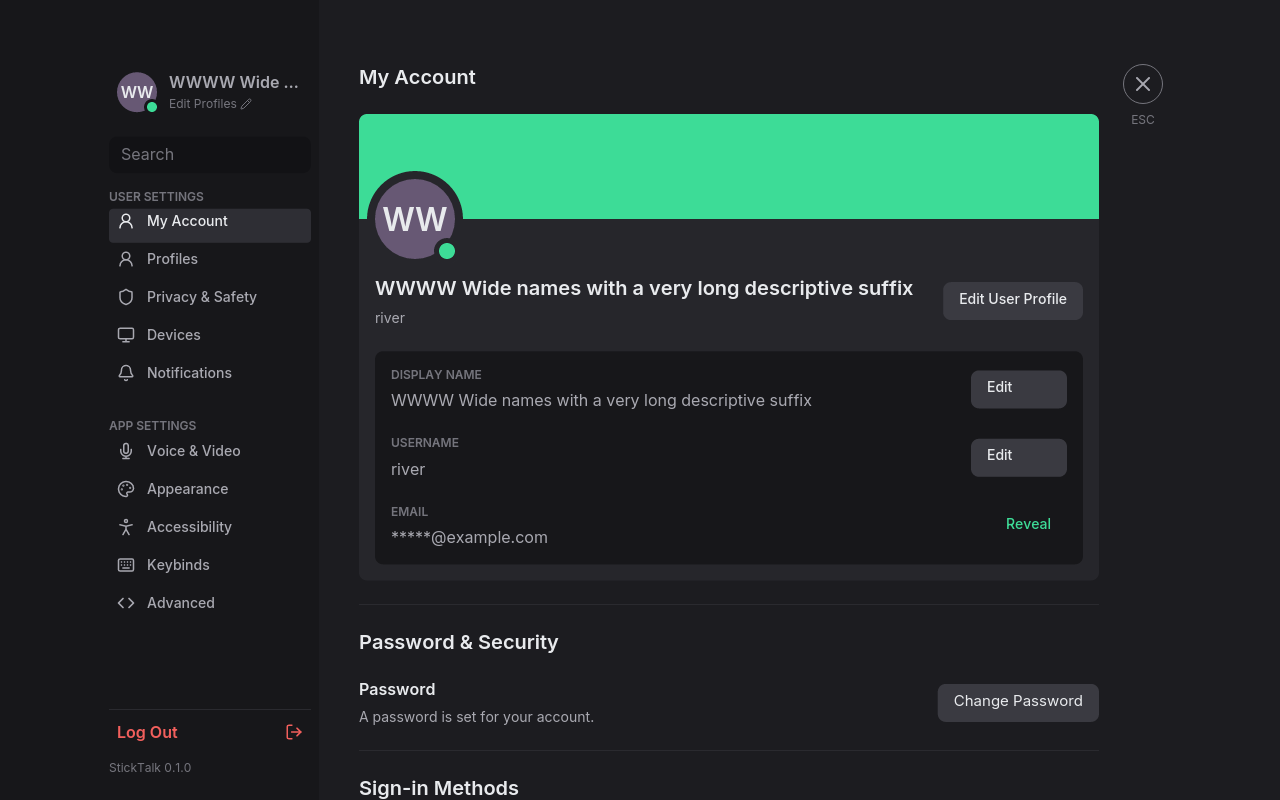 WW
WWWW Wide ...
Edit Profiles
Search
USER SETTINGS
My Account
Profiles
Privacy & Safety
Devices
Notifications
APP SETTINGS
Voice & Video
Appearance
Accessibility
Keybinds
Advanced
Log Out
StickTalk 0.1.0
My Account
ESC
WW
WWWW Wide names with a very long descriptive suffix
river
Edit User Profile
DISPLAY NAME
WWWW Wide names with a very long descriptive suffix
Edit
USERNAME
river
Edit
EMAIL
*****@example.com
Reveal
Password & Security
Password
A password is set for your account.
Change Password
Sign-in Methods